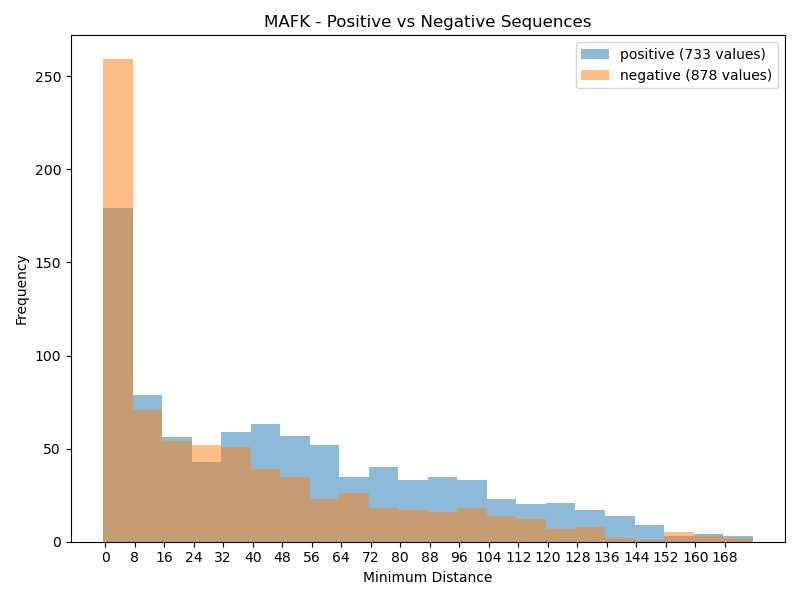 MAFK - Positive vs Negative Sequences
positive (733 values)
negative (878 values)
Frequency
250
200
150
100
50
0
0 8 16 24 32 40 48 56 64 72 80 88 96 104 112 120 128 136 144 152 160 168
Minimum Distance